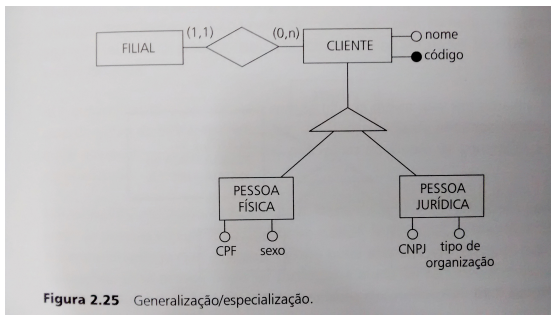 FILIAL
(1,1)
(0,n)
CLIENTE
nome
código
PESSOA
FÍSICA
CPF
sexo
PESSOA
JURÍDICA
CNPJ
tipo de
organização
Figura 2.25 Generalização/especialização.